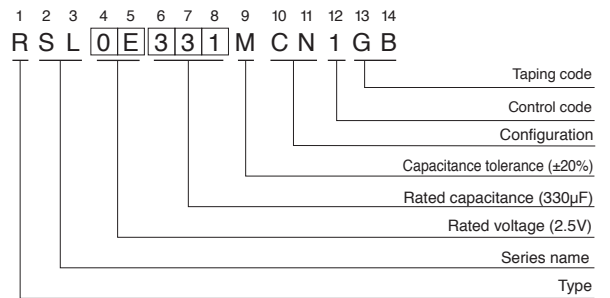 1 2 3 4 5 6 7 8 9 10 11 12 13 14
R S L 0 E 3 3 1 M C N 1 G B
Taping code
Control code
Configuration
Capacitance tolerance (±20%)
Rated capacitance (330µF)
Rated voltage (2.5V)
Series name
Type